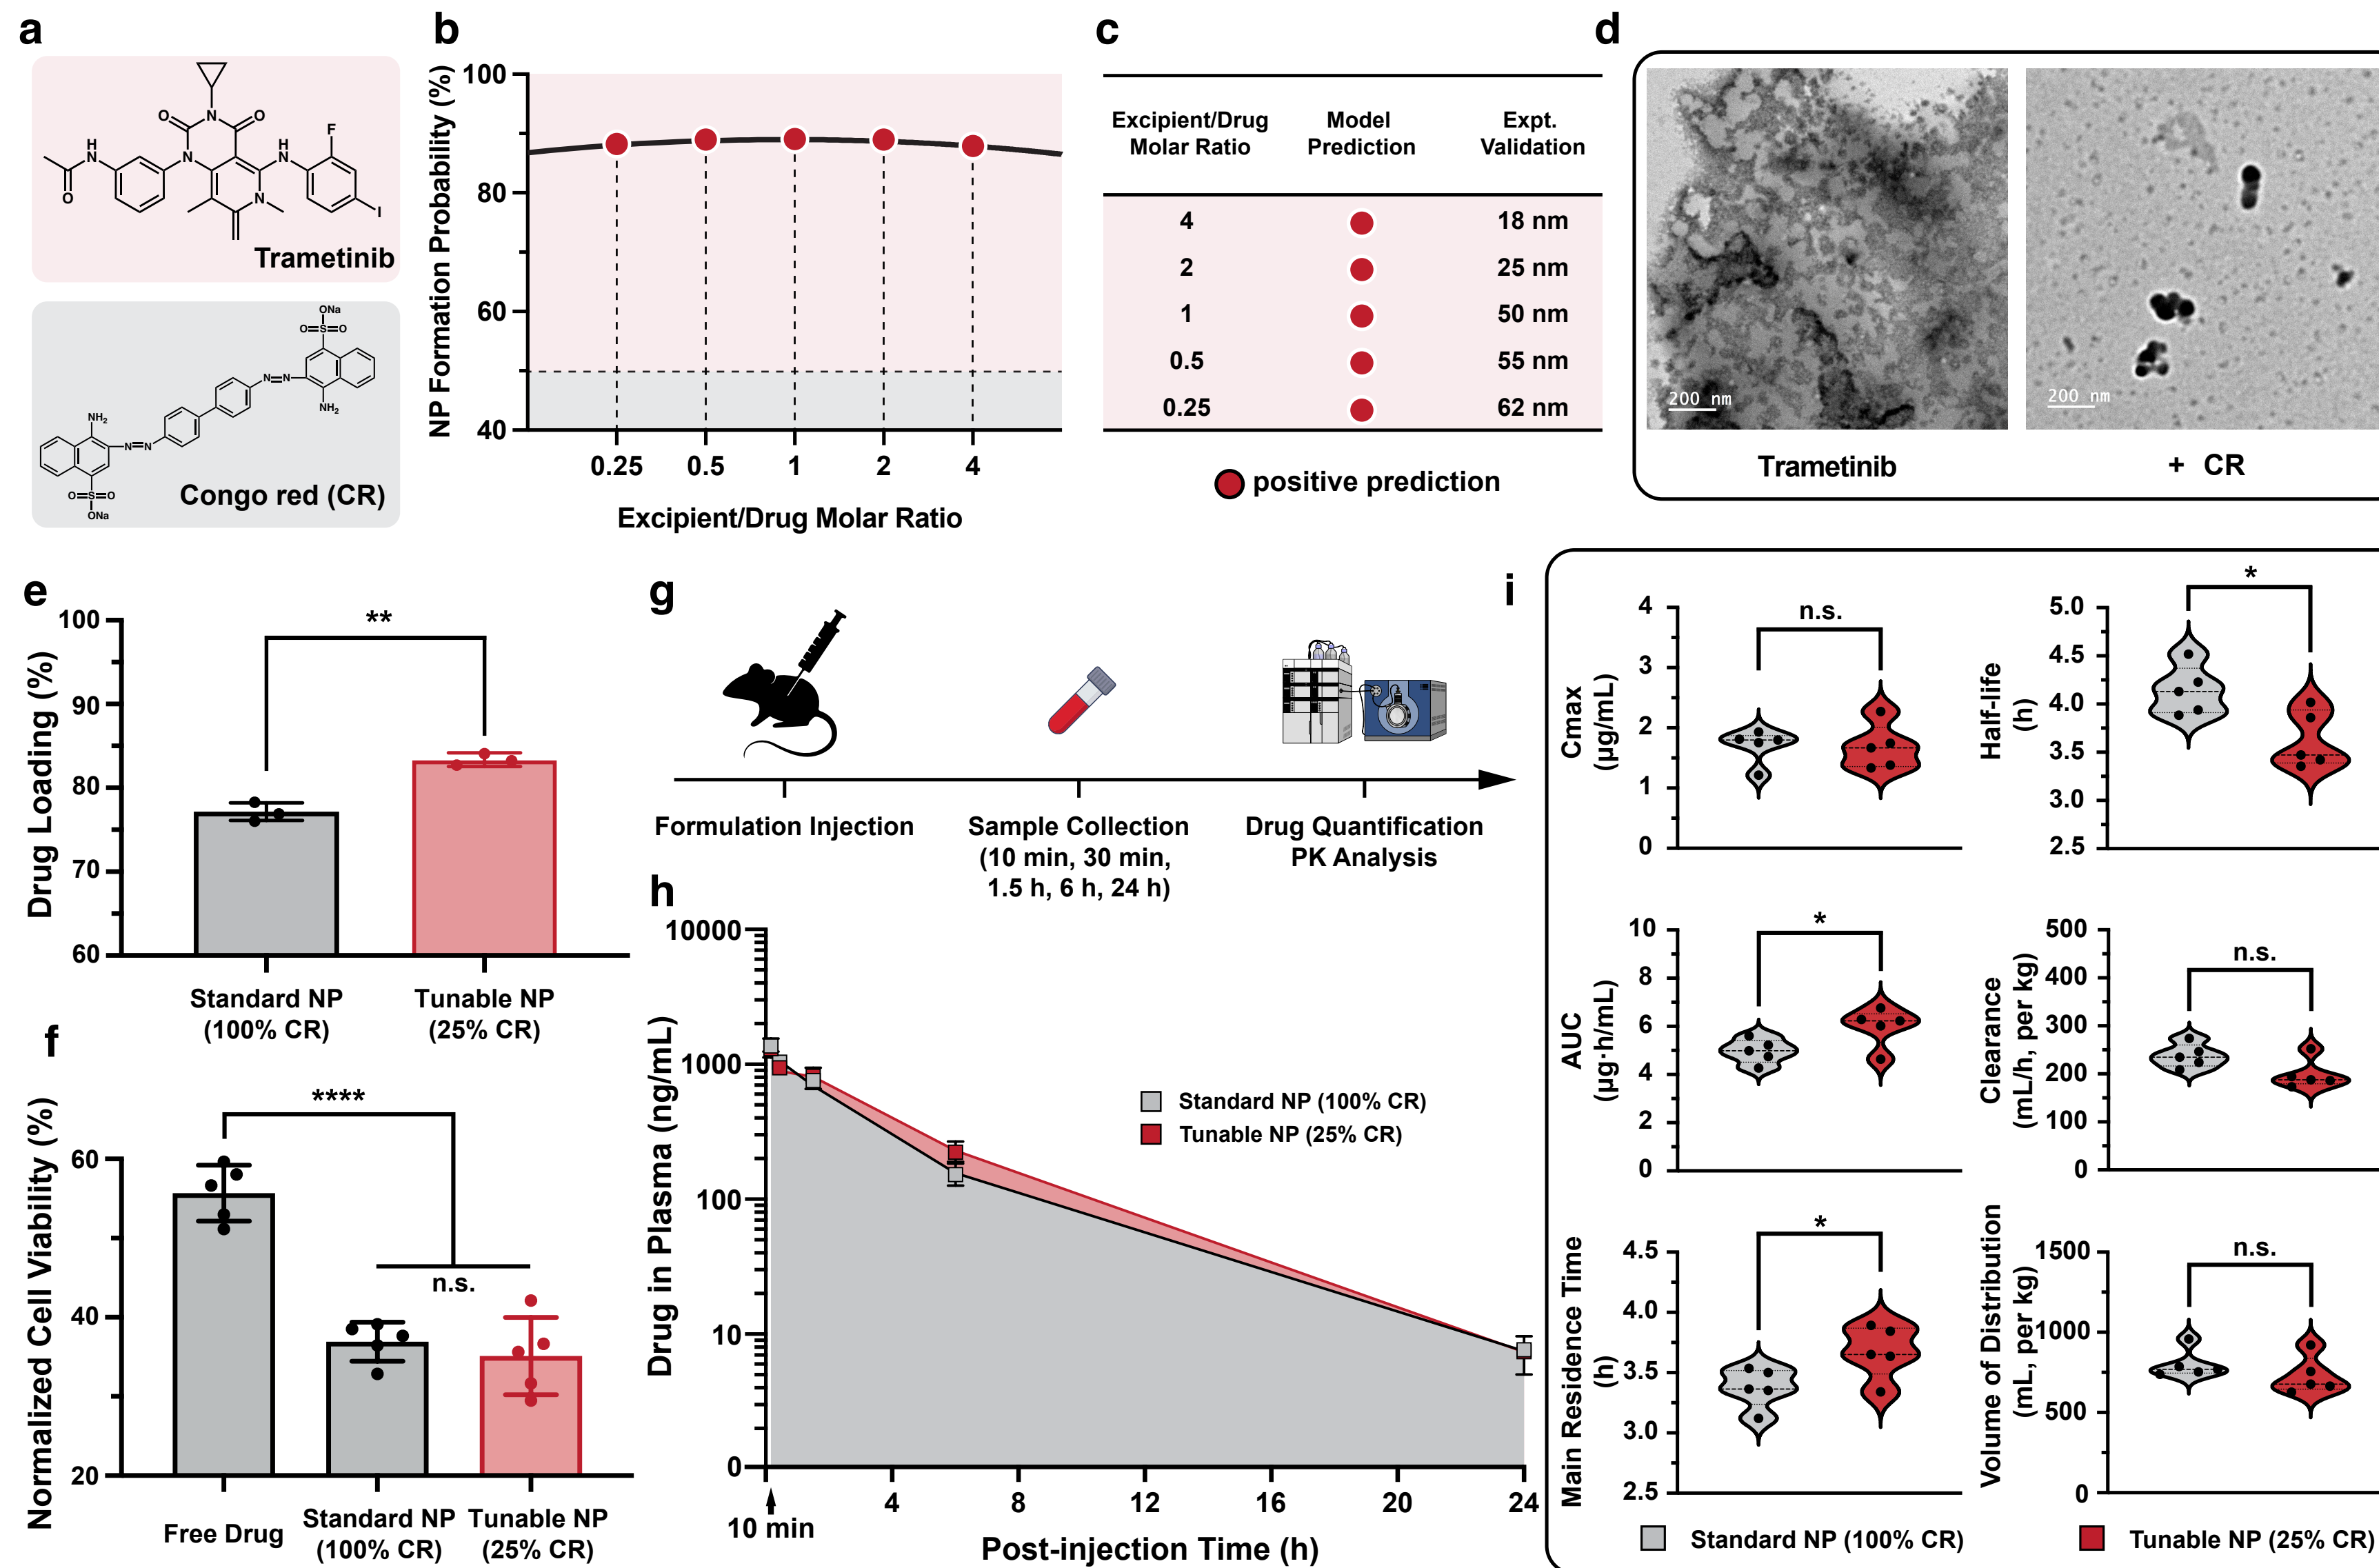 a
Trametinib
N
O
O
N
H
N
H
N
F
I
N
O
Congo red (CR)
ONa
O=S=O
N=N
NH2
NH2
N=N
O=S=O
ONa
b
NP Formation Probability (%)
100
80
60
40
0.25
0.5
1
2
4
Excipient/Drug Molar Ratio
c
Excipient/Drug
Molar Ratio
Model
Prediction
Expt.
Validation
4
18 nm
2
25 nm
1
50 nm
0.5
55 nm
0.25
62 nm
positive prediction
d
200 nm
200 nm
Trametinib
+ CR
e
Drug Loading (%)
100
90
80
70
60
**
Standard NP
(100% CR)
Tunable NP
(25% CR)
f
Normalized Cell Viability (%)
60
40
20
****
n.s.
Free Drug
Standard NP
(100% CR)
Tunable NP
(25% CR)
g
Formulation Injection
Sample Collection
(10 min, 30 min,
1.5 h, 6 h, 24 h)
Drug Quantification
PK Analysis
h
Drug in Plasma (ng/mL)
10000
1000
100
10
0
Standard NP (100% CR)
Tunable NP (25% CR)
10 min
4
8
12
16
20
24
Post-injection Time (h)
i
Cmax
(µg/mL)
4
3
2
1
0
n.s.
Half-life
(h)
5.0
4.5
4.0
3.5
3.0
2.5
*
AUC
(µg·h/mL)
10
8
6
4
2
0
*
Clearance
(mL/h, per kg)
500
400
300
200
100
0
n.s.
Main Residence Time
(h)
4.5
4.0
3.5
3.0
2.5
*
Volume of Distribution
(mL, per kg)
1500
1000
500
0
n.s.
Standard NP (100% CR)
Tunable NP (25% CR)